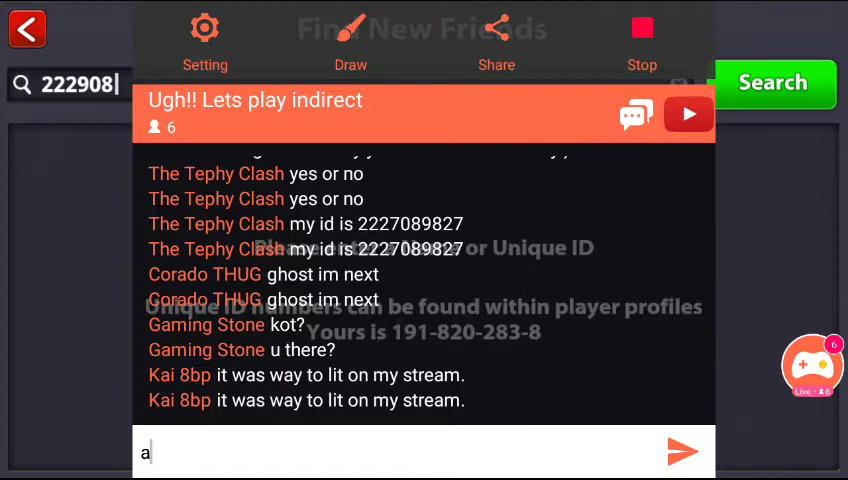 Find New Friends
Setting
Draw
Share
Stop
222908
Search
Ugh!! Lets play indirect
6
The Tephy Clash yes or no
The Tephy Clash yes or no
The Tephy Clash my id is 2227089827
The Tephy Clash my id is 2227089827
Please enter a Name or Unique ID
Corado THUG ghost im next
Corado THUG ghost im next
Unique ID numbers can be found within player profiles
Gaming Stone kot?
Yours is 191-820-283-8
Gaming Stone u there?
Kai 8bp it was way to lit on my stream.
Kai 8bp it was way to lit on my stream.
6
Live • 6
a